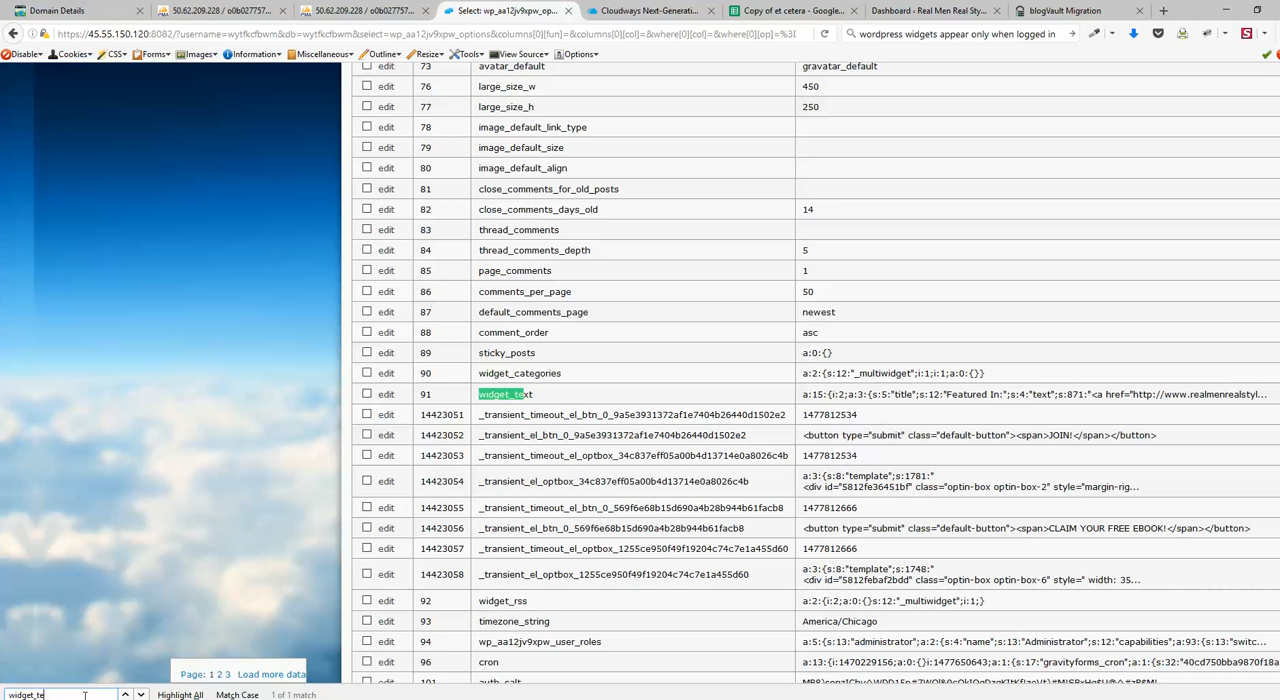 Domain Details
50.62.209.228 / o0b027757...
50.62.209.228 / o0b027757...
Select: wp_aa12jv9xpw_op...
Cloudways Next-Generati...
Copy of et cetera - Google...
Dashboard ‹ Real Men Real Sty...
blogVault Migration
https://45.55.150.120:8082/?username=wytfkcfbwm&db=wytfkcfbwm&select=wp_aa12jv9xpw_options&columns[0][fun]=&columns[0][col]=&where[0][col]=&where[0][op]=%3D
wordpress widgets appear only when logged in
Disable Cookies CSS Forms Images Information Miscellaneous Outline Resize Tools View Source Options
edit 73 avatar_default gravatar_default
edit 76 large_size_w 450
edit 77 large_size_h 250
edit 78 image_default_link_type
edit 79 image_default_size
edit 80 image_default_align
edit 81 close_comments_for_old_posts
edit 82 close_comments_days_old 14
edit 83 thread_comments
edit 84 thread_comments_depth 5
edit 85 page_comments 1
edit 86 comments_per_page 50
edit 87 default_comments_page newest
edit 88 comment_order asc
edit 89 sticky_posts a:0:{}
edit 90 widget_categories a:2:{s:12:"_multiwidget";i:1;i:1;a:0:{}}
edit 91 widget_text a:15:{i:2;a:3:{s:5:"title";s:12:"Featured In:";s:4:"text";s:871:"<a href="http://www.realmenrealstyl...
edit 14423051 _transient_timeout_el_btn_0_9a5e3931372af1e7404b26440d1502e2 1477812534
edit 14423052 _transient_el_btn_0_9a5e3931372af1e7404b26440d1502e2 <button type="submit" class="default-button"><span>JOIN!</span></button>
edit 14423053 _transient_timeout_el_optbox_34c837eff05a00b4d13714e0a8026c4b 1477812534
edit 14423054 _transient_el_optbox_34c837eff05a00b4d13714e0a8026c4b a:3:{s:8:"template";s:1781:"
<div id="5812fe36451bf" class="optin-box optin-box-2" style="margin-rig...
edit 14423055 _transient_timeout_el_btn_0_569f6e68b15d690a4b28b944b61facb8 1477812666
edit 14423056 _transient_el_btn_0_569f6e68b15d690a4b28b944b61facb8 <button type="submit" class="default-button"><span>CLAIM YOUR FREE EBOOK!</span></button>
edit 14423057 _transient_timeout_el_optbox_1255ce950f49f19204c74c7e1a455d60 1477812666
edit 14423058 _transient_el_optbox_1255ce950f49f19204c74c7e1a455d60 a:3:{s:8:"template";s:1748:"
<div id="5812febaf2bdd" class="optin-box optin-box-6" style=" width: 35...
edit 92 widget_rss a:2:{i:2;a:0:{}s:12:"_multiwidget";i:1;}
edit 93 timezone_string America/Chicago
edit 94 wp_aa12jv9xpw_user_roles a:5:{s:13:"administrator";a:2:{s:4:"name";s:13:"Administrator";s:12:"capabilities";a:93:{s:13:"switc...
edit 96 cron a:13:{i:1470229156;a:0:{}i:1477650643;a:1:{s:17:"gravityforms_cron";a:1:{s:32:"40cd750bba9870f18a
Page: 1 2 3 Load more data
widget_te Highlight All Match Case 1 of 1 match